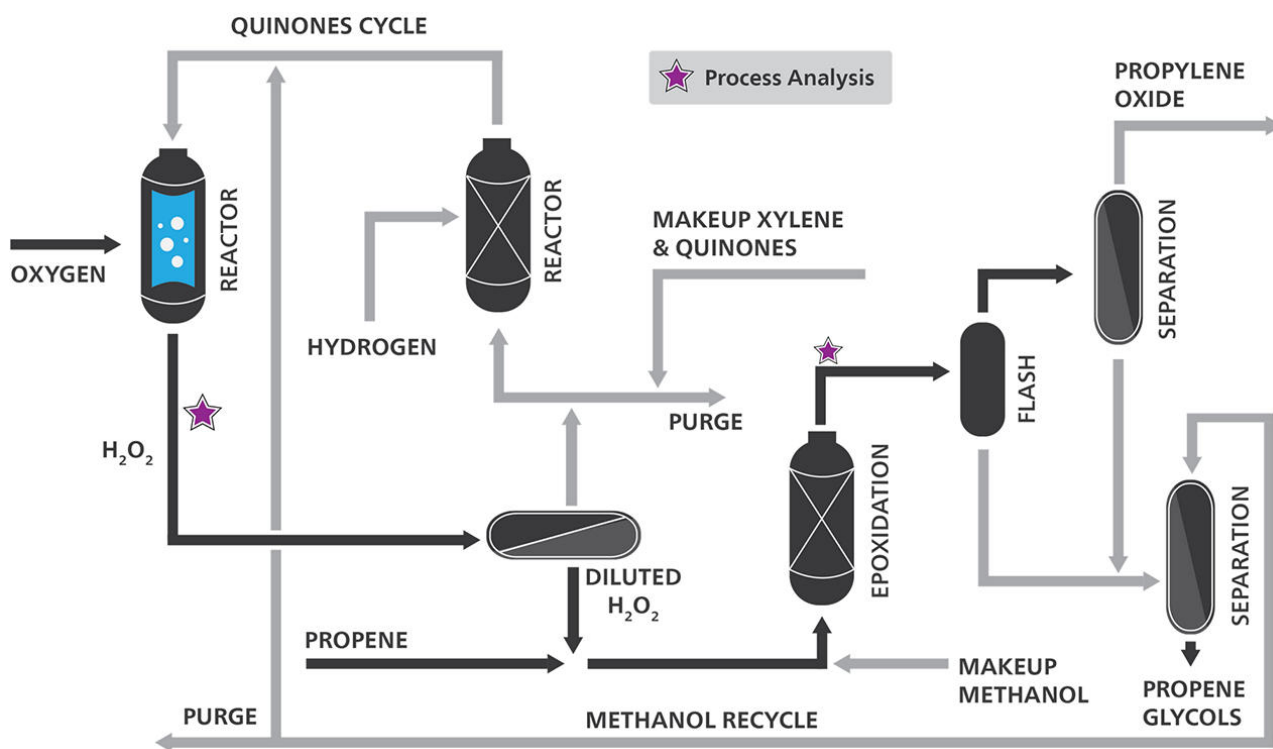 QUINONES CYCLE
Process Analysis
PROPYLENE
OXIDE
REACTOR
REACTOR
SEPARATION
MAKEUP XYLENE
& QUINONES
OXYGEN
HYDROGEN
FLASH
PURGE
H₂O₂
EPOXIDATION
SEPARATION
DILUTED
H₂O₂
PROPENE
MAKEUP
METHANOL
PROPENE
GLYCOLS
PURGE
METHANOL RECYCLE